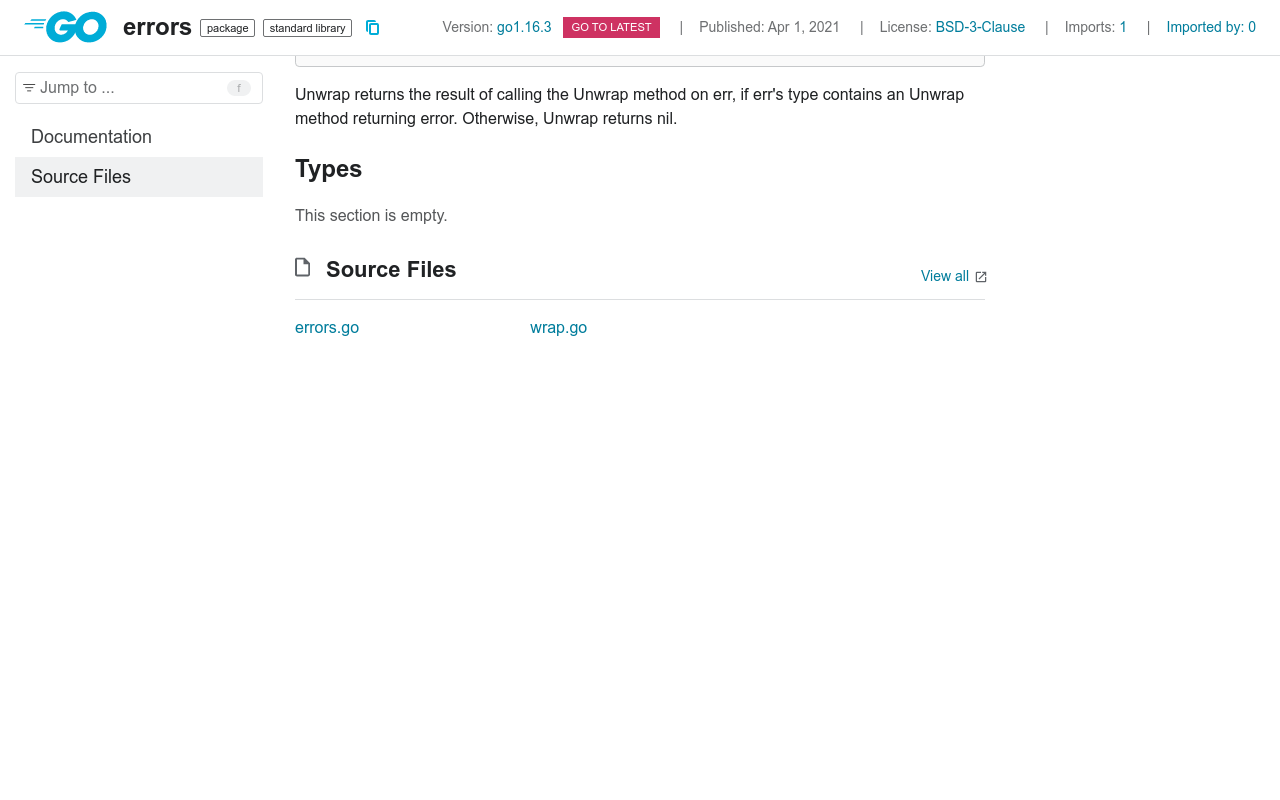 GO errors package standard library Version: go1.16.3 GO TO LATEST | Published: Apr 1, 2021 | License: BSD-3-Clause | Imports: 1 | Imported by: 0
Jump to ... f
Documentation
Source Files
Unwrap returns the result of calling the Unwrap method on err, if err's type contains an Unwrap
method returning error. Otherwise, Unwrap returns nil.
Types
This section is empty.
Source Files View all
errors.go wrap.go